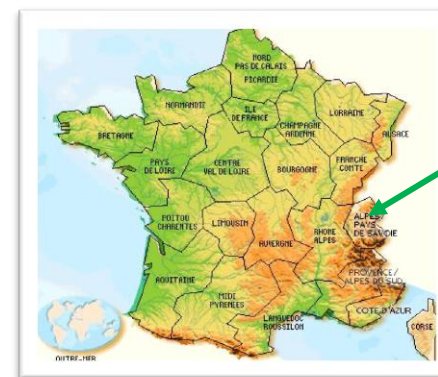 NORD
PAS DE CALAIS
PICARDIE
NORMANDIE
ILE
DE FRANCE
CHAMPAGNE
ARDENNE
LORRAINE
ALSACE
BRETAGNE
PAYS
DE LOIRE
CENTRE
VAL DE LOIRE
BOURGOGNE
FRANCHE
COMTE
POITOU
CHARENTES
LIMOUSIN
AUVERGNE
RHONE
ALPES
ALPES
PAYS
DE SAVOIE
AQUITAINE
MIDI
PYRENEES
LANGUEDOC
ROUSSILON
PROVENCE/
ALPES DU SUD
COTE D'AZUR
CORSE
OUTRE-MER